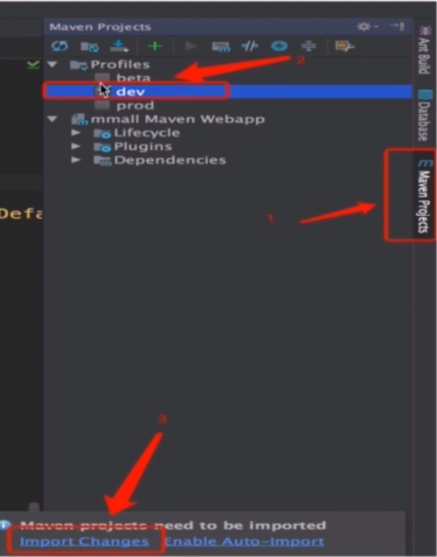 Maven Projects
Ant Build
Profiles
2
beta
dev
prod
Database
mmall Maven Webapp
Lifecycle
Plugins
Dependencies
Maven Projects
Defa
1
3
Maven projects need to be imported
Import Changes Enable Auto-Import